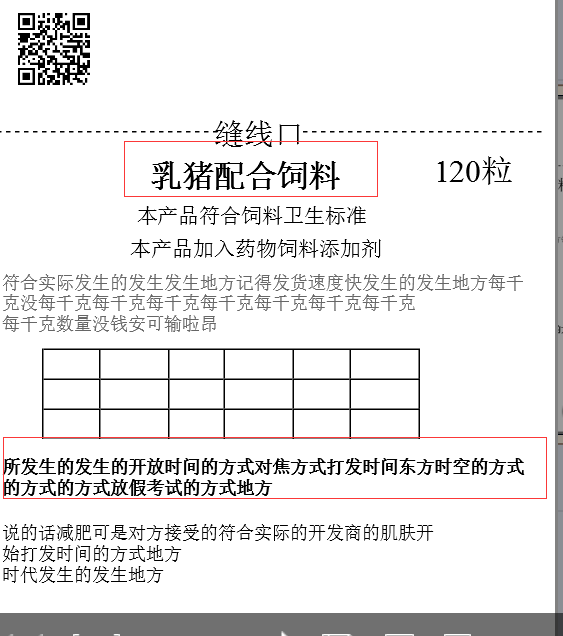 缝线口
乳猪配合饲料
120粒
本产品符合饲料卫生标准
本产品加入药物饲料添加剂
符合实际发生的发生发生地方记得发货速度快发生的发生地方每千
克没每千克每千克每千克每千克每千克每千克
每千克数量没钱安可输啦昂
所发生的发生的开放时间的方式对焦方式打发时间东方时空的方式
的方式的方式放假考试的方式地方
说的话减肥可是对方接受的符合实际的开发商的肌肤开
始打发时间的方式地方
时代发生的发生地方